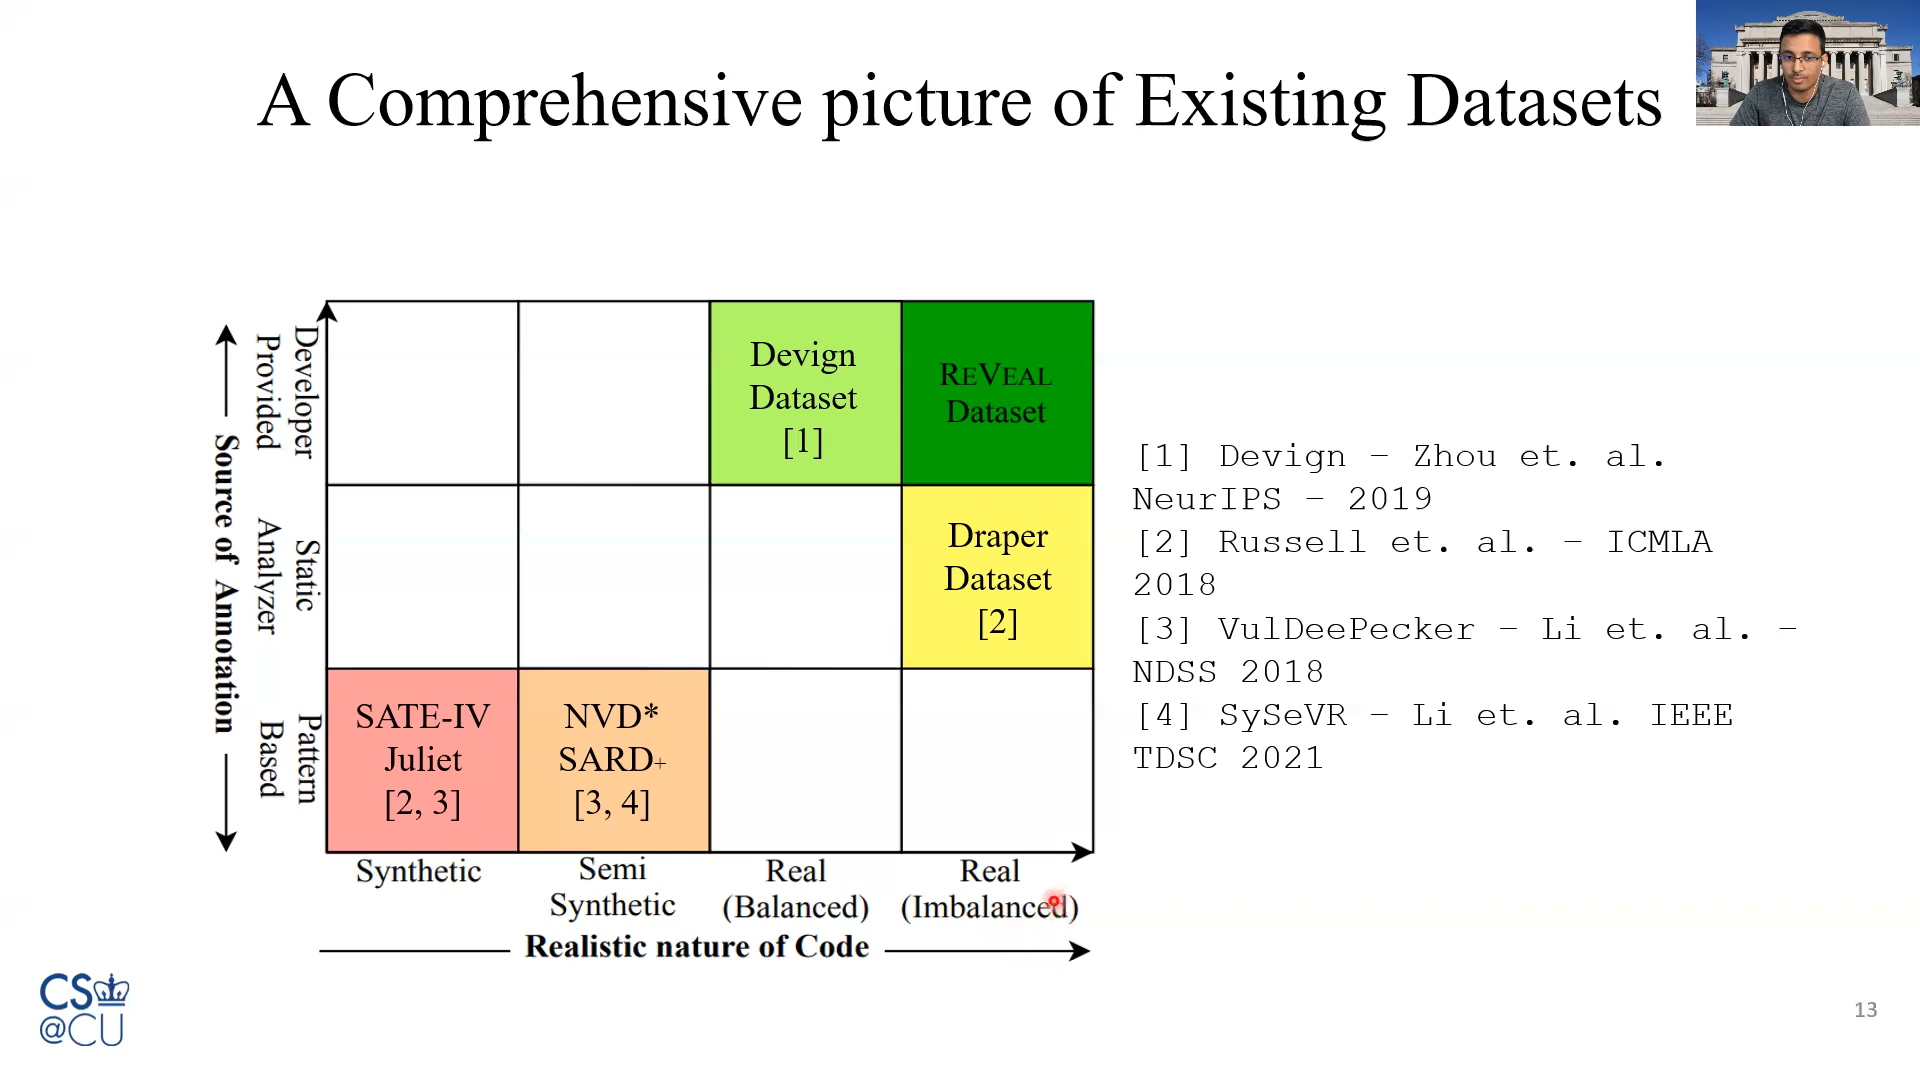 A Comprehensive picture of Existing Datasets
Source of Annotation
Developer
Provided
Static
Analyzer
Pattern
Based
Devign
Dataset
[1]
REVEAL
Dataset
Draper
Dataset
[2]
SATE-IV
Juliet
[2, 3]
NVD*
SARD+
[3, 4]
Synthetic
Semi
Synthetic
Real
(Balanced)
Real
(Imbalanced)
Realistic nature of Code
[1] Devign – Zhou et. al.
NeurIPS – 2019
[2] Russell et. al. – ICMLA
2018
[3] VulDeePecker – Li et. al. –
NDSS 2018
[4] SySeVR – Li et. al. IEEE
TDSC 2021
CS
@CU
13